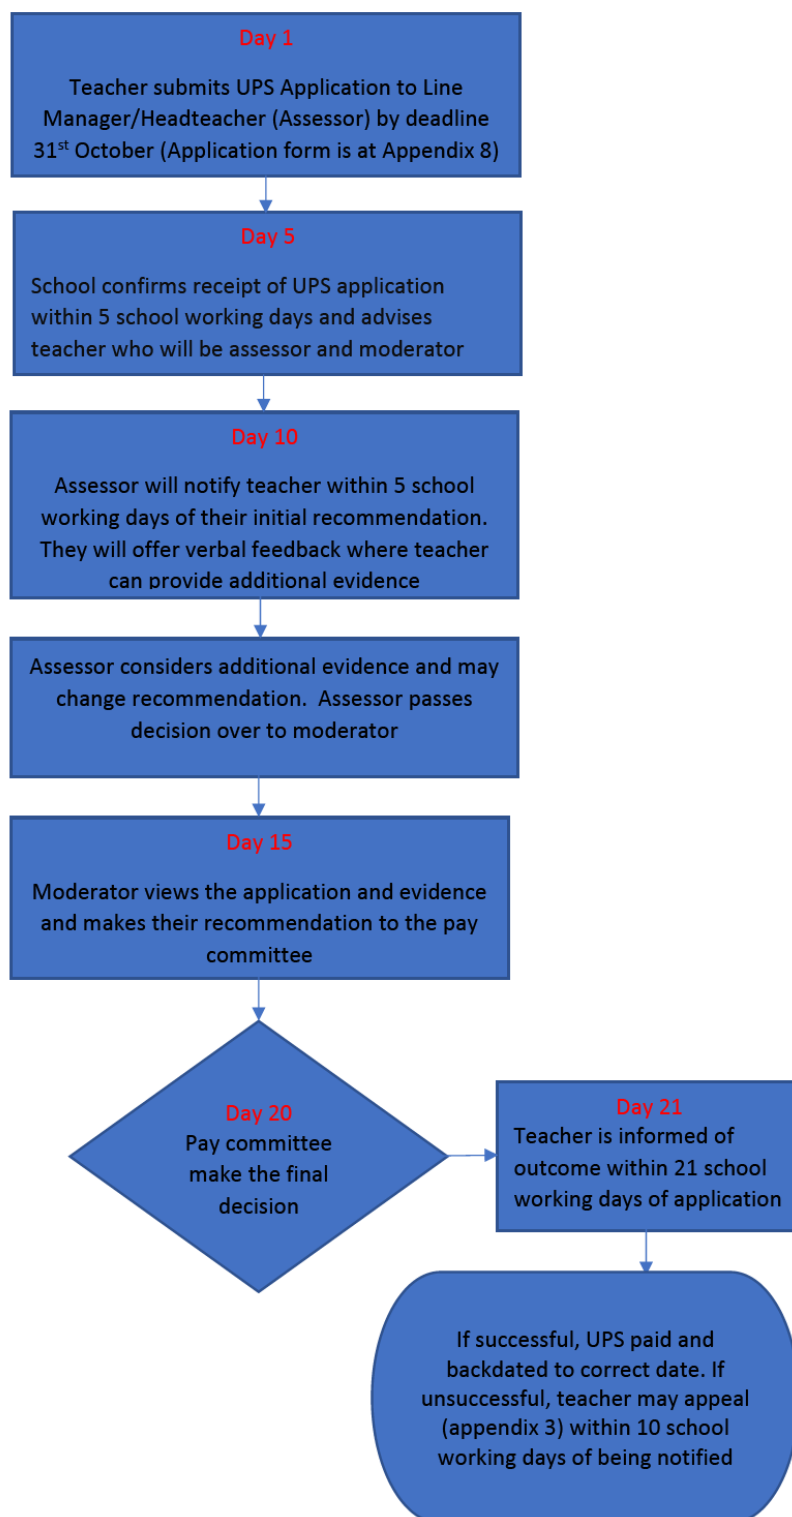 Day 1
Teacher submits UPS Application to Line
Manager/Headteacher (Assessor) by deadline
31st October (Application form is at Appendix 8)
Day 5
School confirms receipt of UPS application
within 5 school working days and advises
teacher who will be assessor and moderator
Day 10
Assessor will notify teacher within 5 school
working days of their initial recommendation.
They will offer verbal feedback where teacher
can provide additional evidence
Assessor considers additional evidence and may
change recommendation.  Assessor passes
decision over to moderator
Day 15
Moderator views the application and evidence
and makes their recommendation to the pay
committee
Day 20
Pay committee
make the final
decision
Day 21
Teacher is informed of
outcome within 21 school
working days of application
If successful, UPS paid and
backdated to correct date. If
unsuccessful, teacher may appeal
(appendix 3) within 10 school
working days of being notified